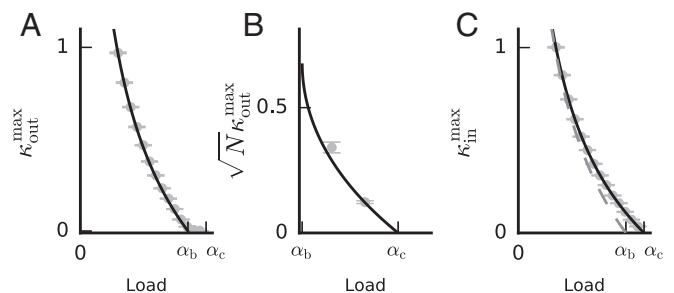 A
κ_out^max
1
0
0
α_b
α_c
Load
B
√N κ_out^max
0.5
0
α_b
α_c
Load
C
κ_in^max
1
0
0
α_b
α_c
Load